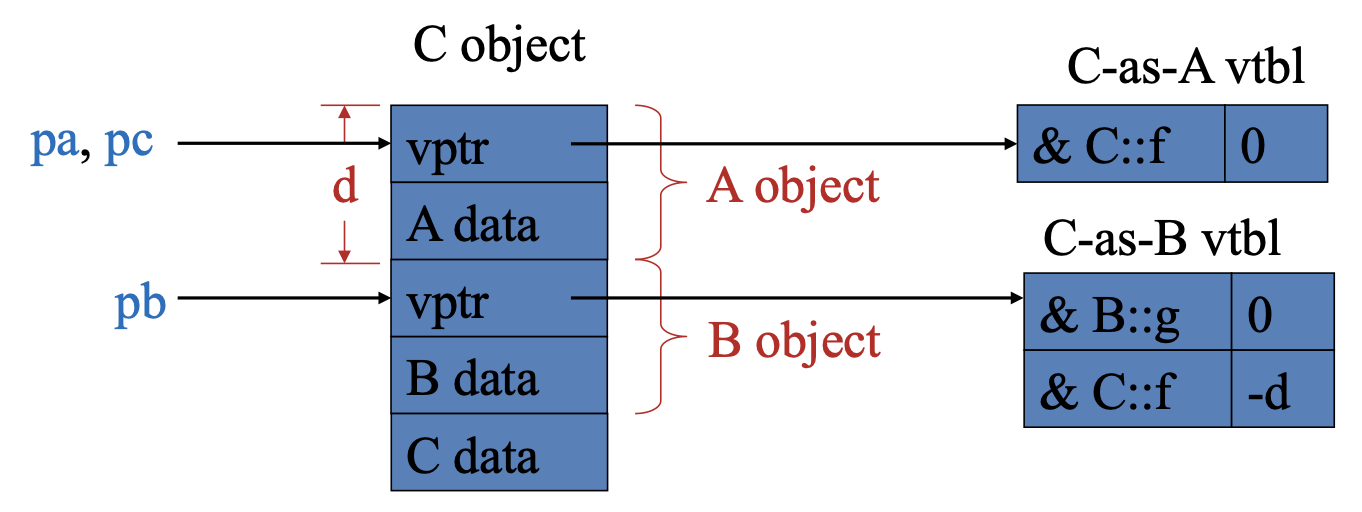 C object
C-as-A vtbl
pa, pc
vptr
& C::f 0
d
A object
A data
C-as-B vtbl
pb
vptr
& B::g 0
B object
B data
& C::f -d
C data